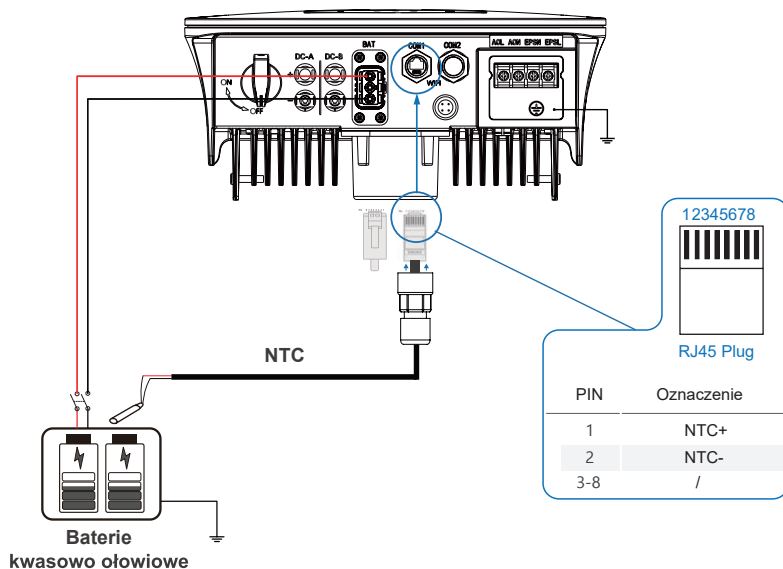 BAT
COM1
COM2
ACL AON EPSN EPSL
DC-A
DC-B
+
-
ON
OFF
WIFI
12345678
RJ45 Plug
NTC
PIN Oznaczenie
1 NTC+
2 NTC-
3-8 /
Baterie
kwasowo ołowiowe